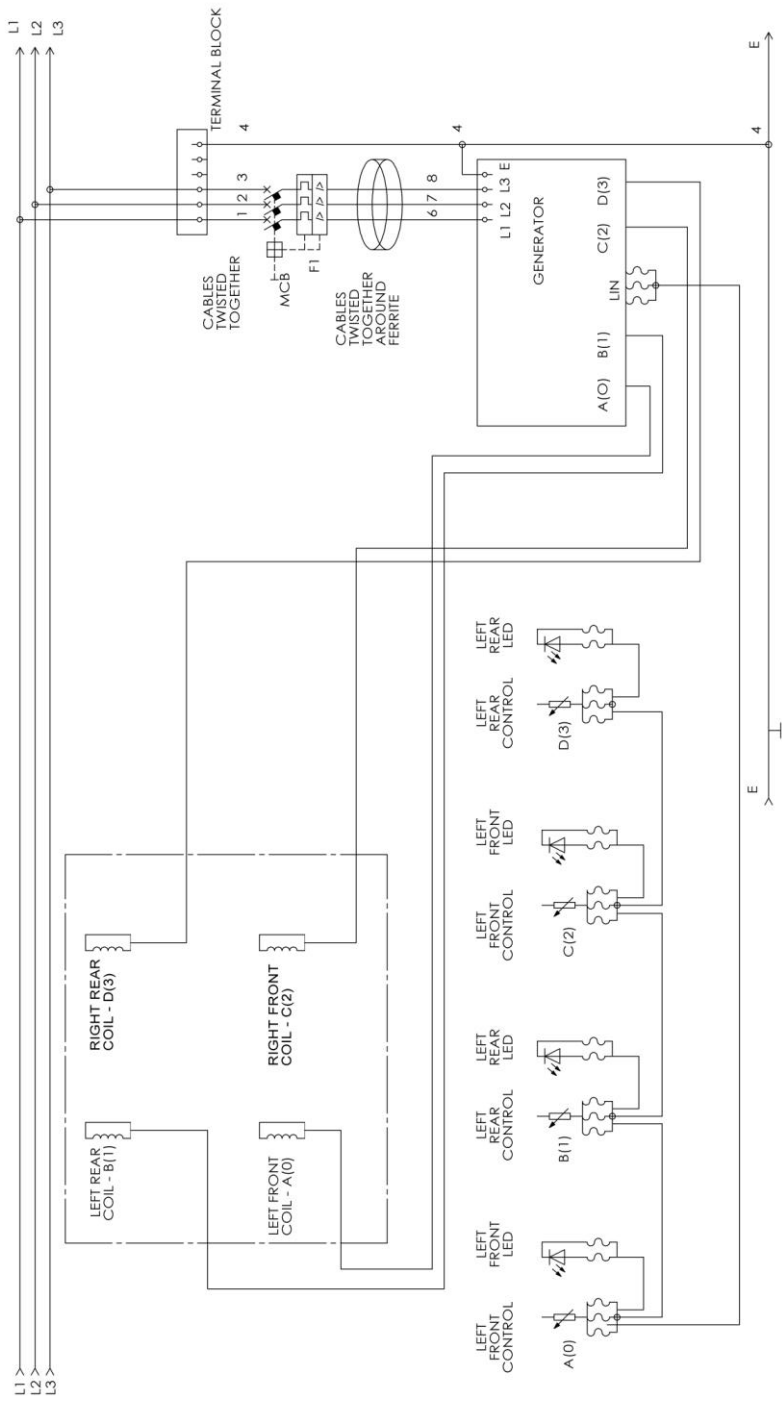 L1
L2
L3
L1
L2
L3
TERMINAL BLOCK
1
2
3
4
CABLES
TWISTED
TOGETHER
MCB
F1
CABLES
TWISTED
TOGETHER
AROUND
FERRITE
6
7
8
4
4
L1
L2
L3
E
GENERATOR
A(O)
B(1)
LIN
C(2)
D(3)
LEFT REAR
COIL - B(1)
RIGHT REAR
COIL - D(3)
LEFT FRONT
COIL - A(0)
RIGHT FRONT
COIL - C(2)
LEFT
FRONT
CONTROL
A(0)
LEFT
FRONT
LED
LEFT
REAR
CONTROL
B(1)
LEFT
REAR
LED
LEFT
FRONT
CONTROL
C(2)
LEFT
FRONT
LED
LEFT
REAR
CONTROL
D(3)
LEFT
REAR
LED
E
E